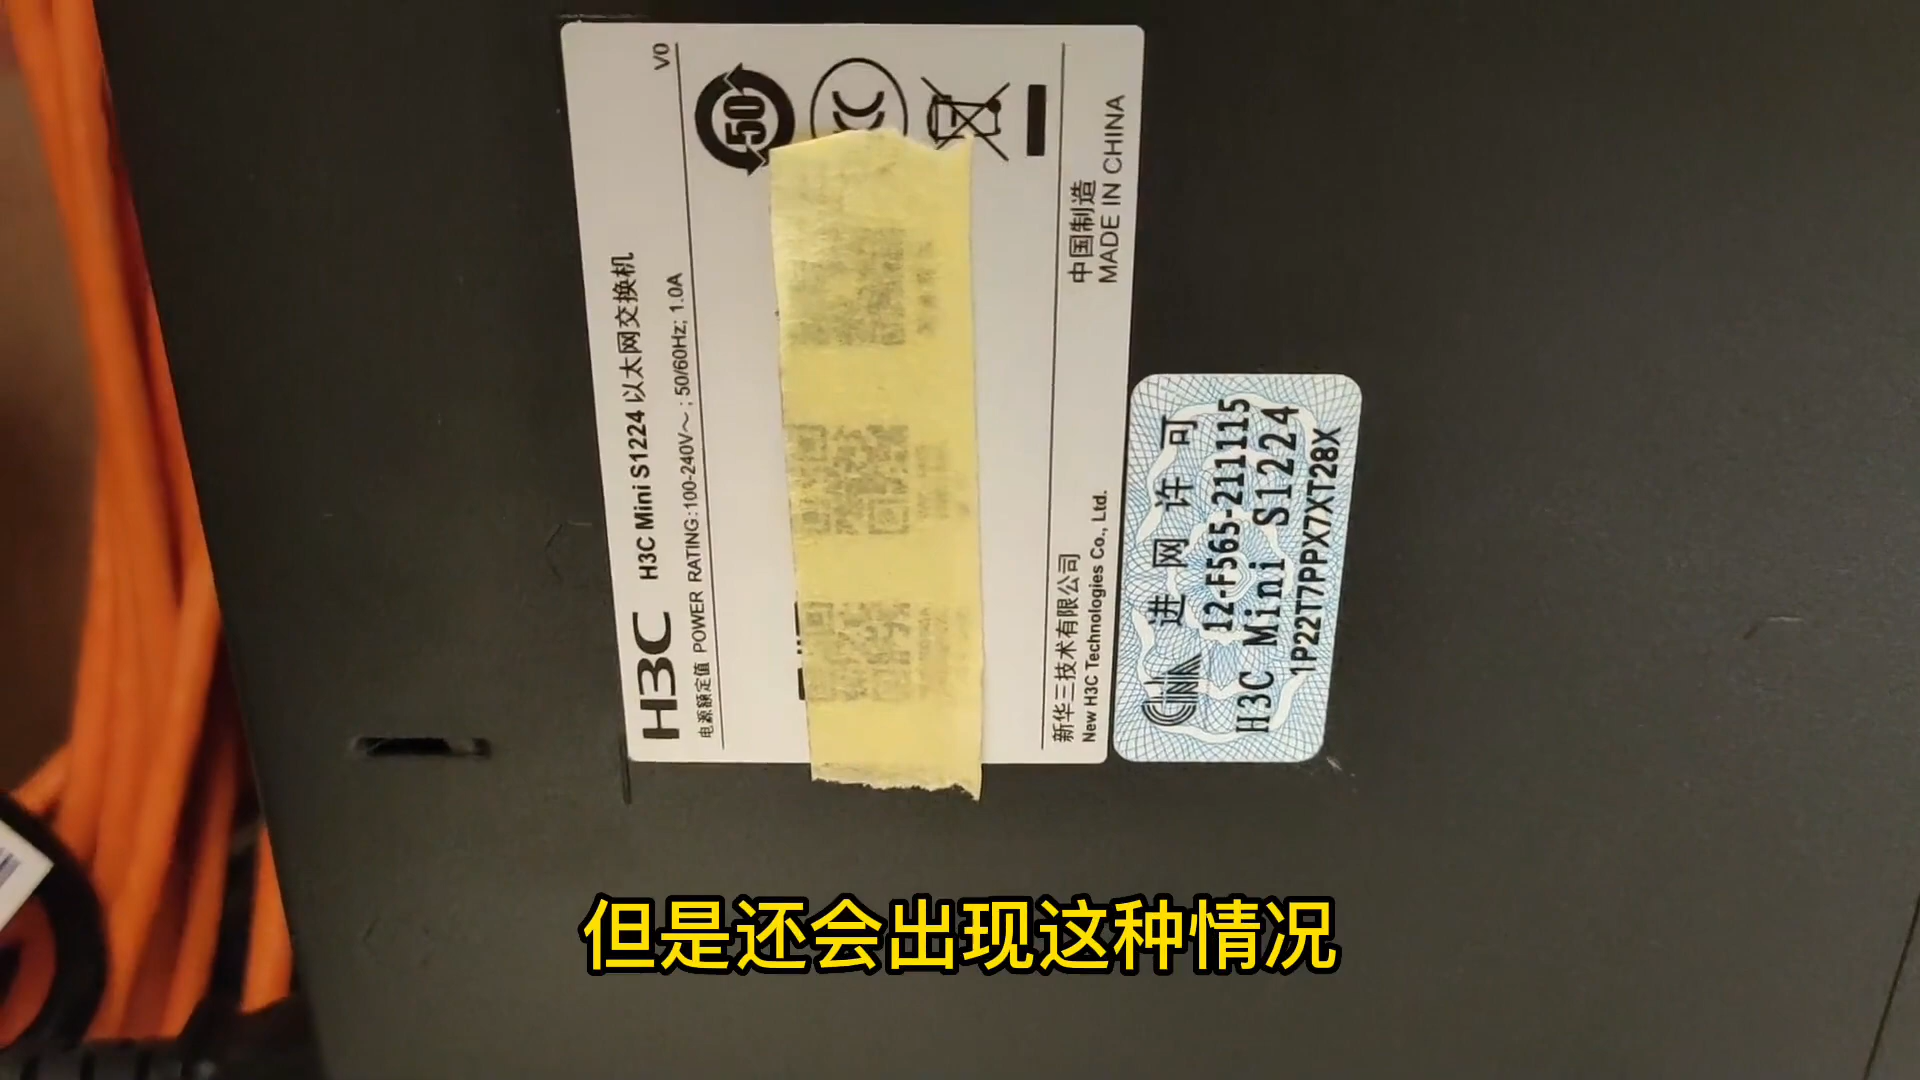 H3C
H3C Mini S1224 以太网交换机
V0
电源额定值 POWER RATING:100-240V～; 50/60Hz; 1.0A
50
新华三技术有限公司
New H3C Technologies Co., Ltd.
中国制造
MADE IN CHINA
进网许可
12-F565-211115
H3C Mini S1224
1P22T7PPX7XT28X
但是还会出现这种情况